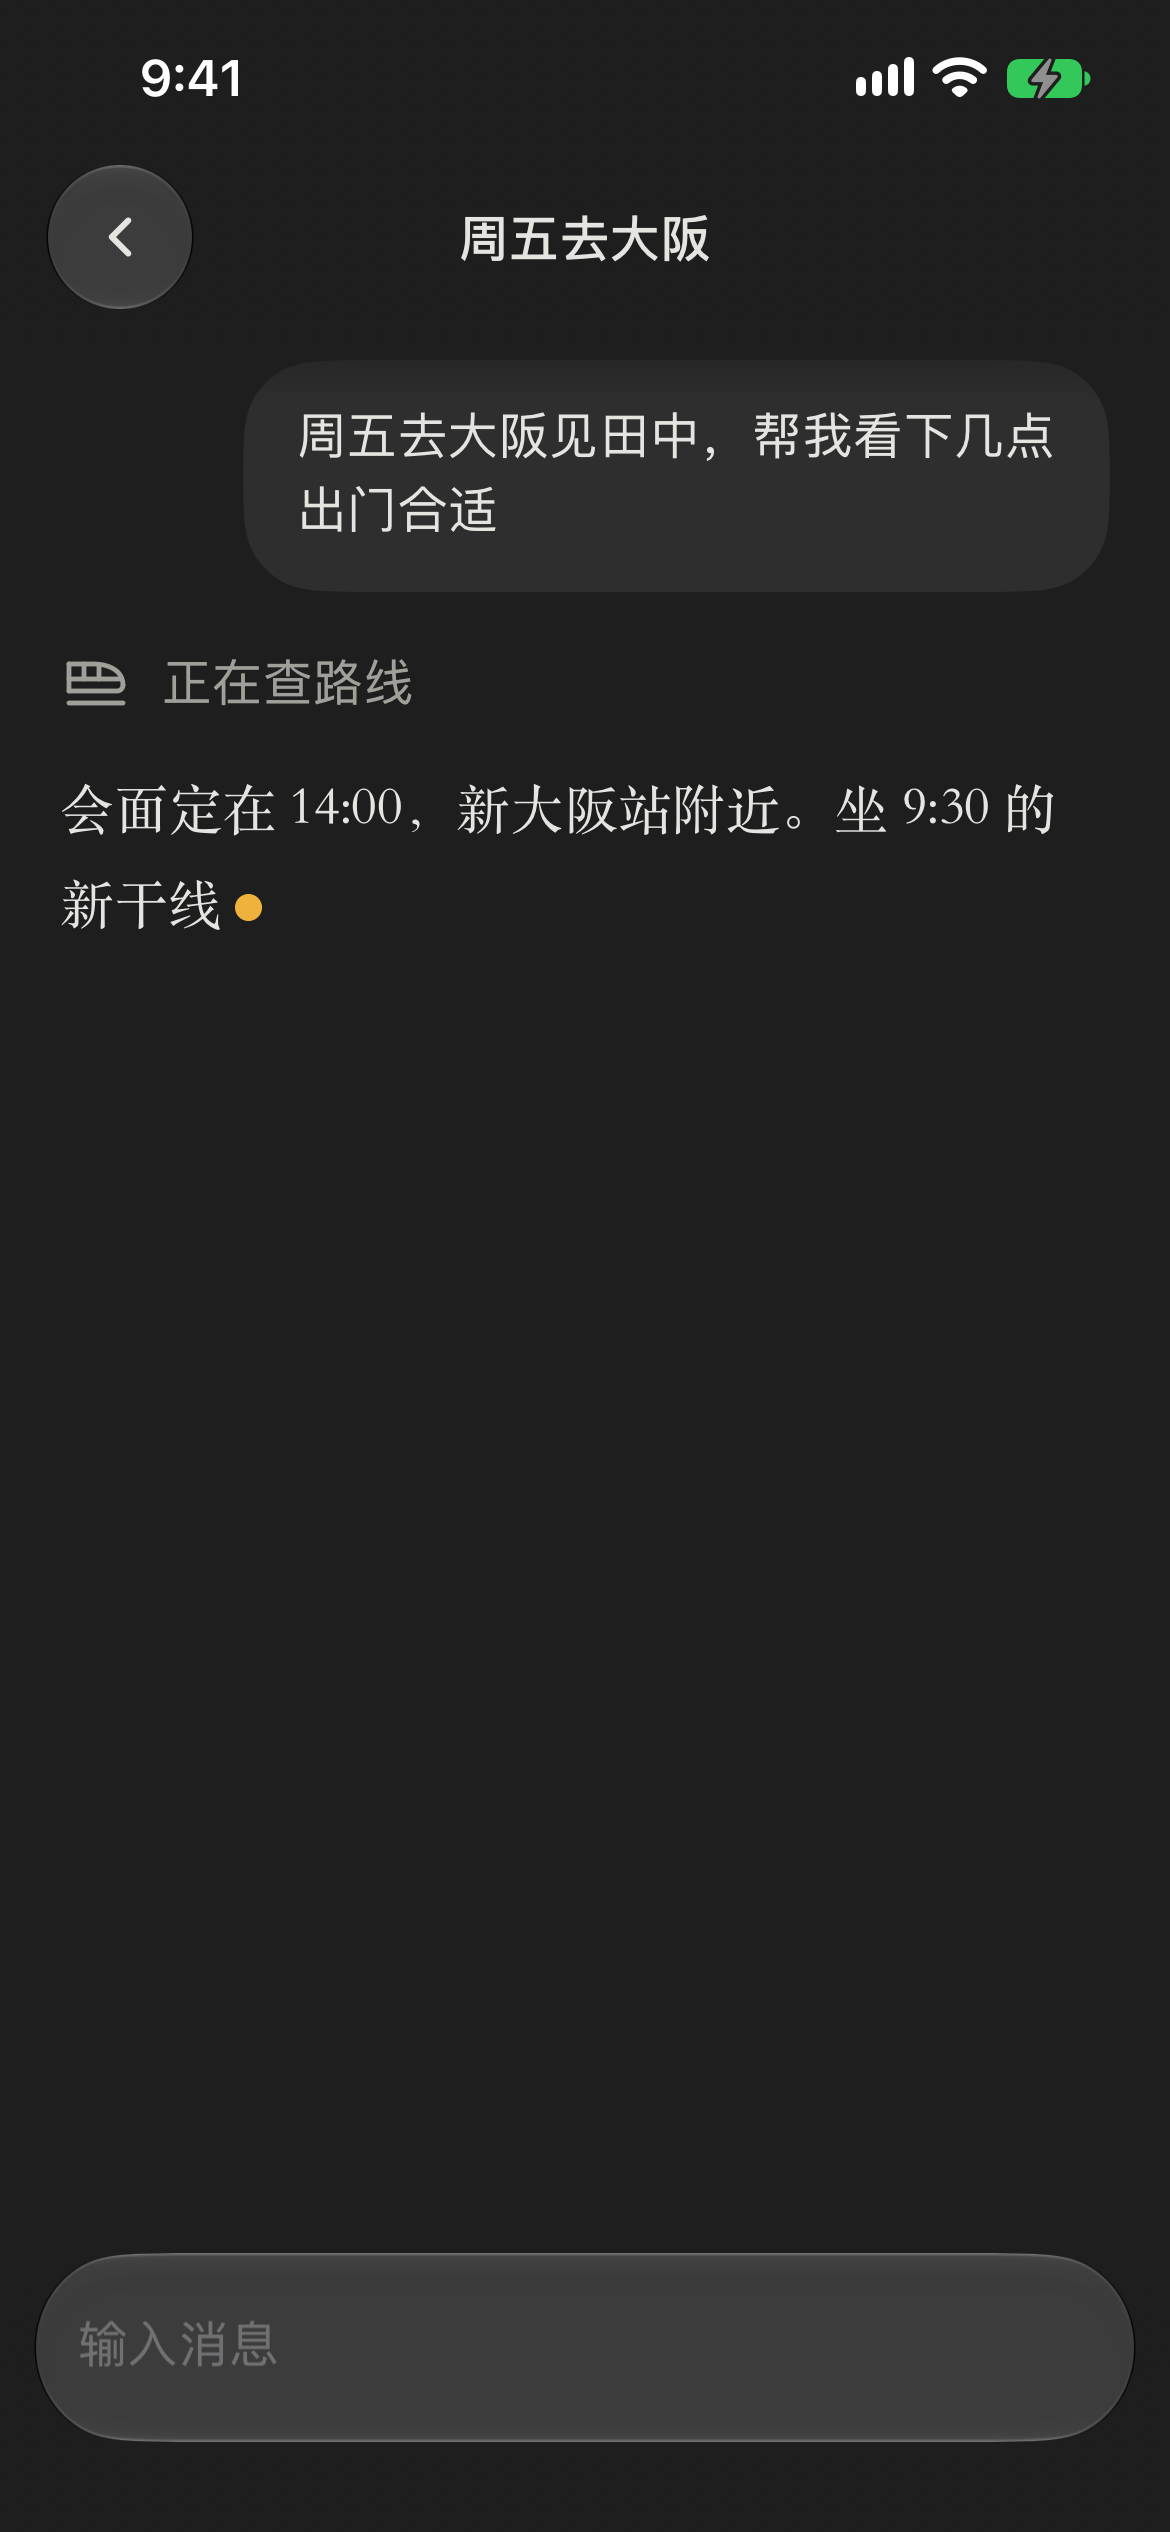 9:41
周五去大阪
周五去大阪见田中，帮我看下几点
出门合适
正在查路线
会面定在 14:00，新大阪站附近。坐 9:30 的
新干线
输入消息